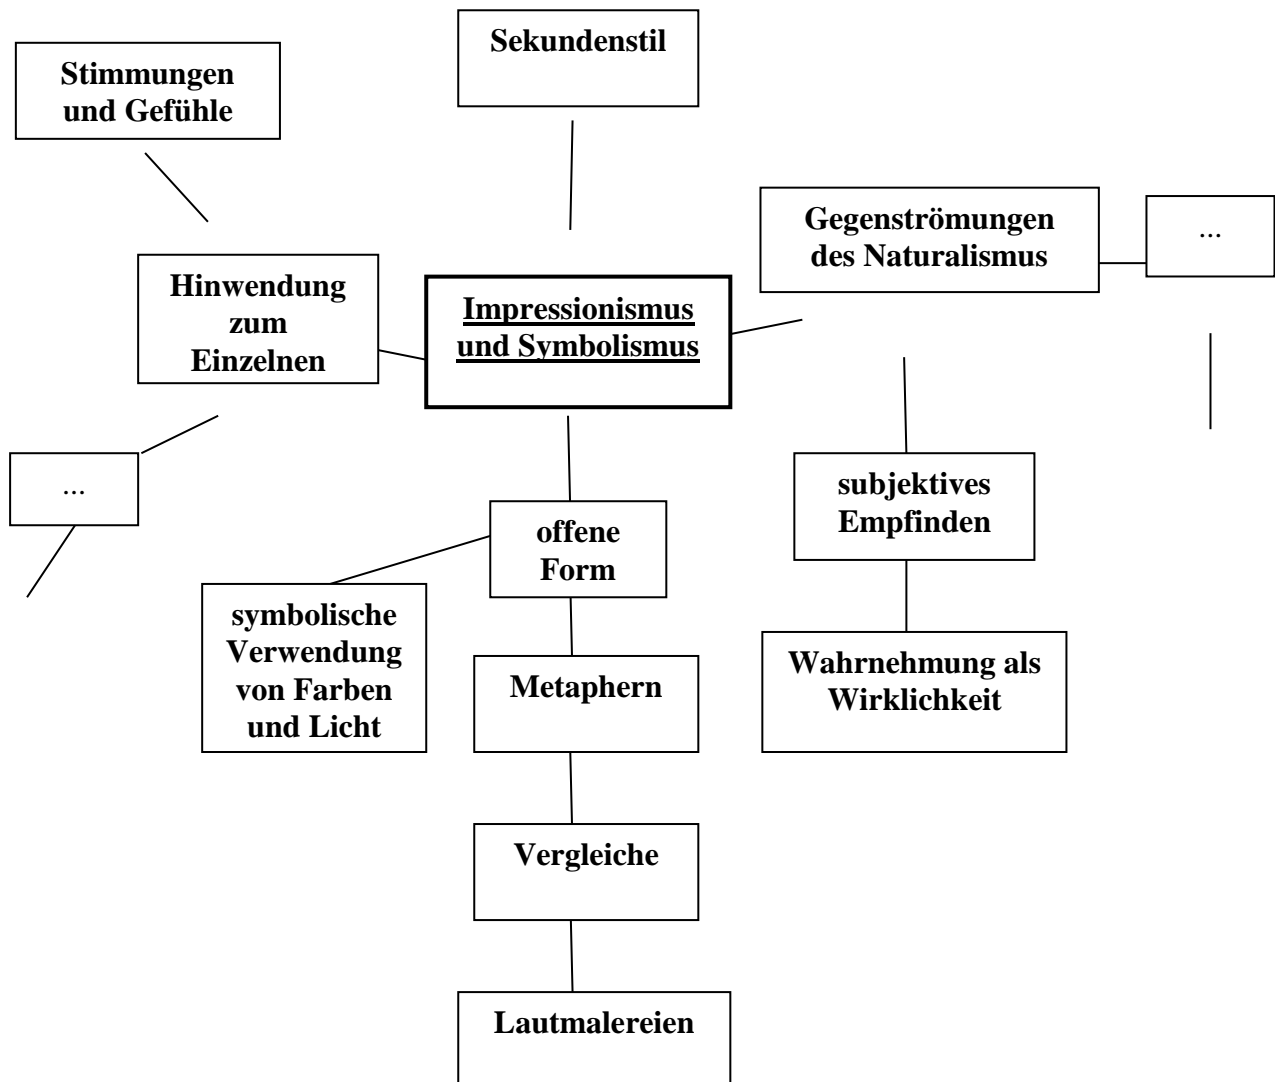 Sekundenstil
Stimmungen
und Gefühle
Gegenströmungen
des Naturalismus
...
Hinwendung
zum
Einzelnen
Impressionismus
und Symbolismus
...
subjektives
Empfinden
offene
Form
symbolische
Verwendung
von Farben
und Licht
Wahrnehmung als
Wirklichkeit
Metaphern
Vergleiche
Lautmalereien